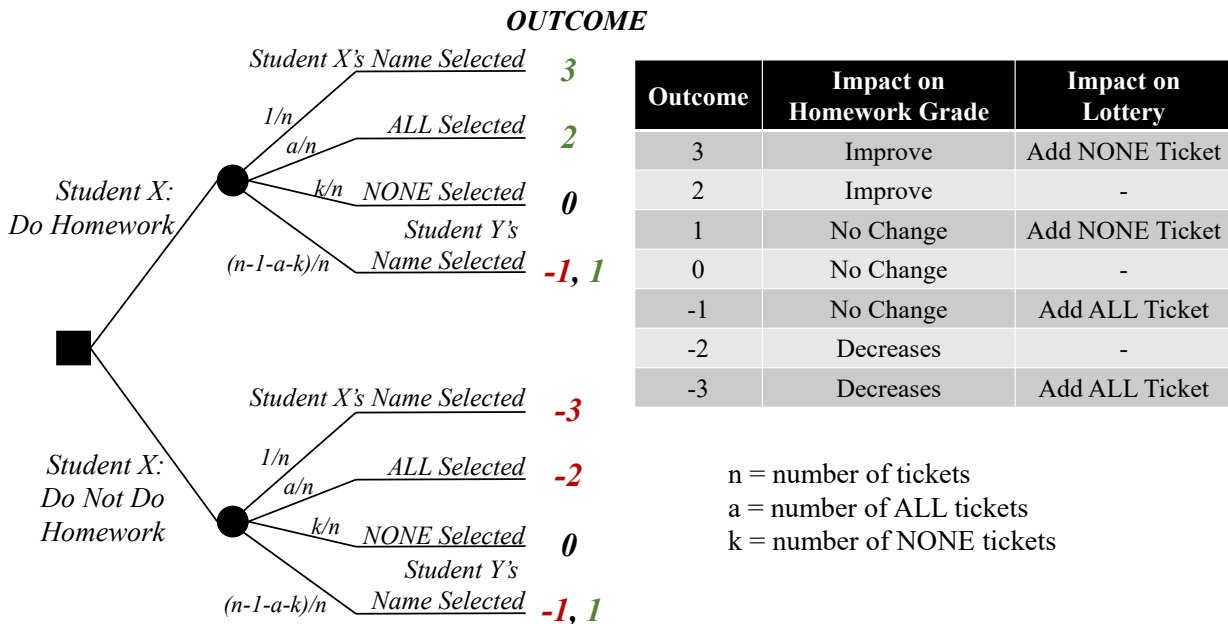 OUTCOME
Student X's Name Selected 3
1/n
ALL Selected 2
a/n
Student X:
Do Homework
k/n NONE Selected 0
Student Y's
(n-1-a-k)/n Name Selected -1, 1
Student X's Name Selected -3
1/n
ALL Selected -2
a/n
Student X:
Do Not Do
Homework
k/n NONE Selected 0
Student Y's
(n-1-a-k)/n Name Selected -1, 1
Outcome Impact on Homework Grade Impact on Lottery
3 Improve Add NONE Ticket
2 Improve -
1 No Change Add NONE Ticket
0 No Change -
-1 No Change Add ALL Ticket
-2 Decreases -
-3 Decreases Add ALL Ticket
n = number of tickets
a = number of ALL tickets
k = number of NONE tickets